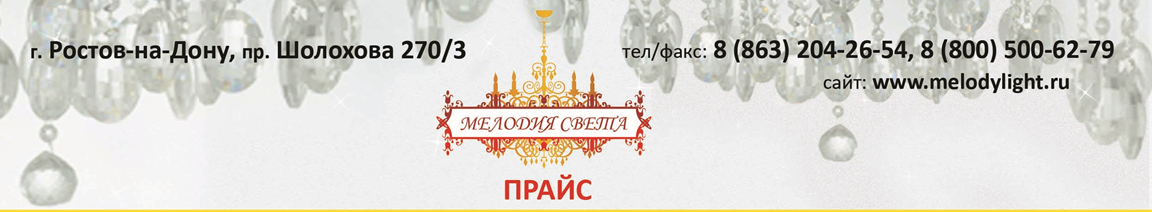 г. Ростов-на-Дону, пр. Шолохова 270/3
тел/факс: 8 (863) 204-26-54, 8 (800) 500-62-79
сайт: www.melodylight.ru
МЕЛОДИЯ СВЕТА
ПРАЙС